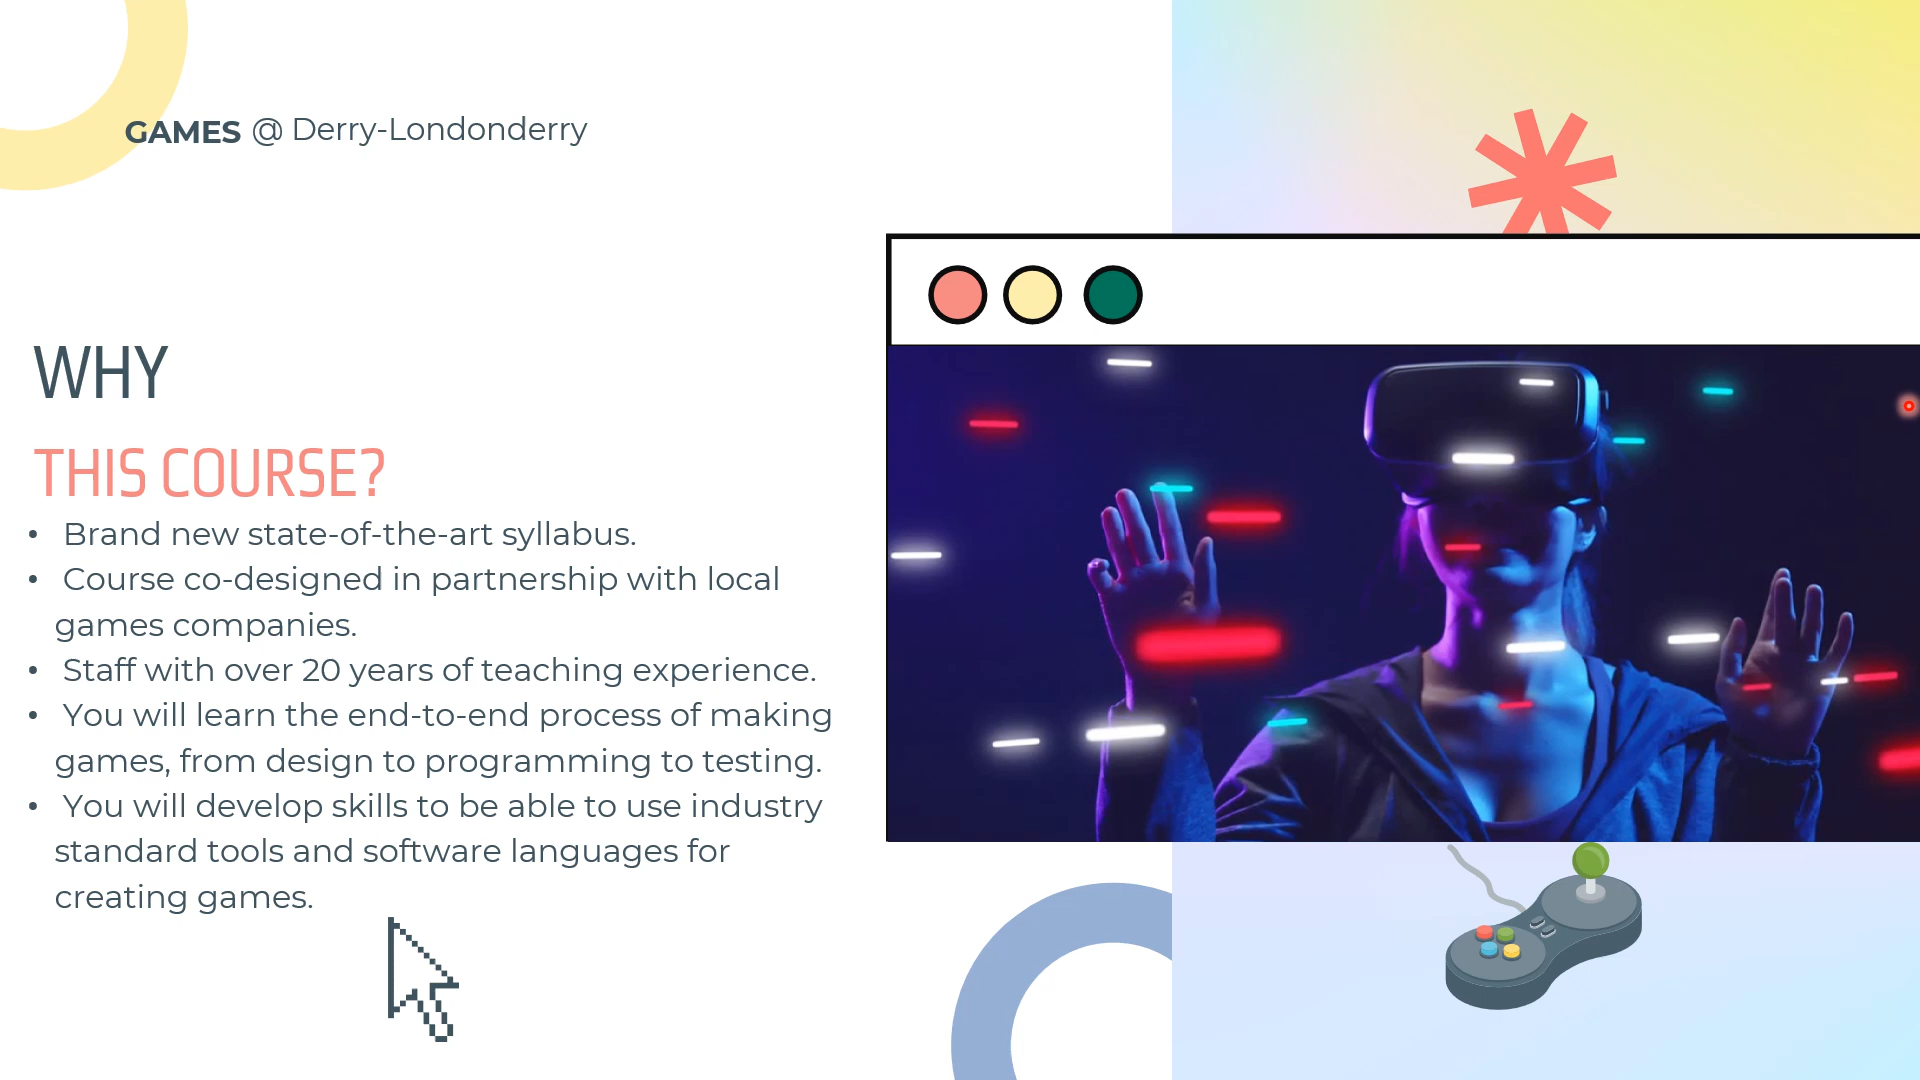 GAMES @ Derry-Londonderry
WHY
THIS COURSE?
• Brand new state-of-the-art syllabus.
• Course co-designed in partnership with local
games companies.
• Staff with over 20 years of teaching experience.
• You will learn the end-to-end process of making
games, from design to programming to testing.
• You will develop skills to be able to use industry
standard tools and software languages for
creating games.